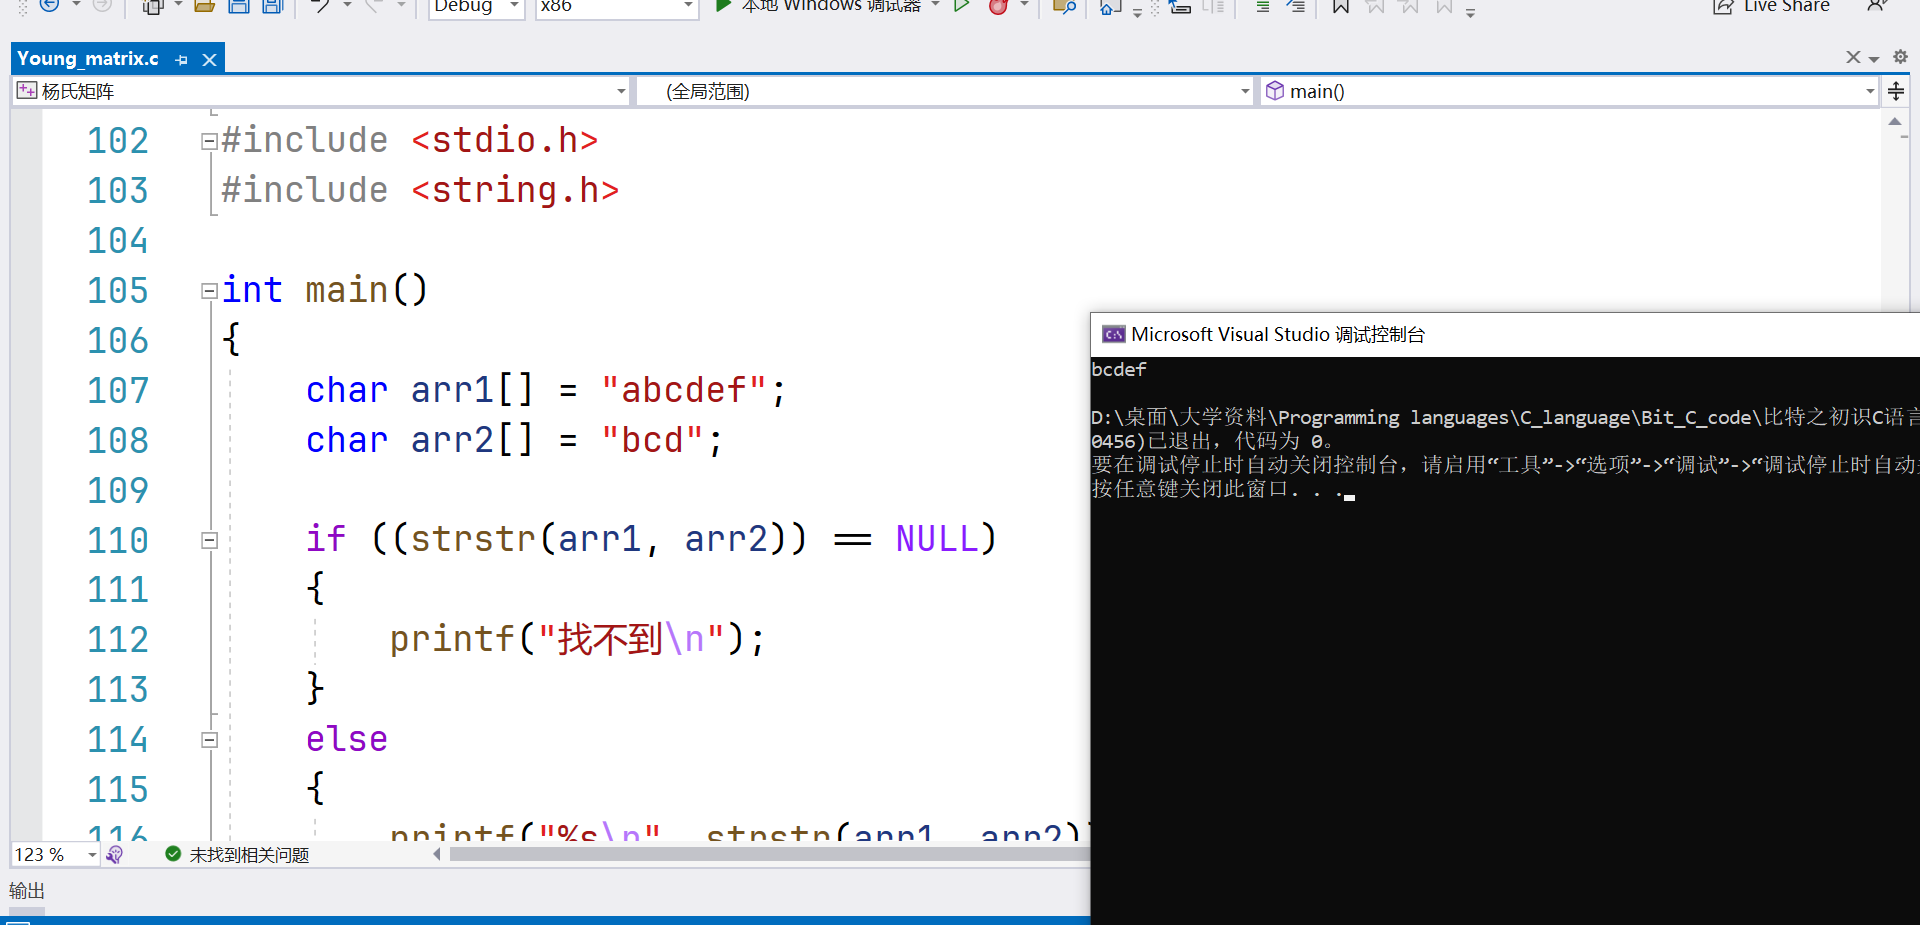 Debug x86 本地 Windows 调试器 Live Share
Young_matrix.c
杨氏矩阵 (全局范围) main()
102 #include <stdio.h>
103 #include <string.h>
104
105 int main()
106 {
107 char arr1[] = "abcdef";
108 char arr2[] = "bcd";
109
110 if ((strstr(arr1, arr2)) == NULL)
111 {
112 printf("找不到\n");
113 }
114 else
115 {
116 printf("%s\n", strstr(arr1, arr2)
123 % 未找到相关问题
输出
Microsoft Visual Studio 调试控制台
bcdef
D:\桌面\大学资料\Programming languages\C_language\Bit_C_code\比特之初识C语言
0456)已退出，代码为 0。
要在调试停止时自动关闭控制台，请启用“工具”->“选项”->“调试”->“调试停止时自动
按任意键关闭此窗口. . .